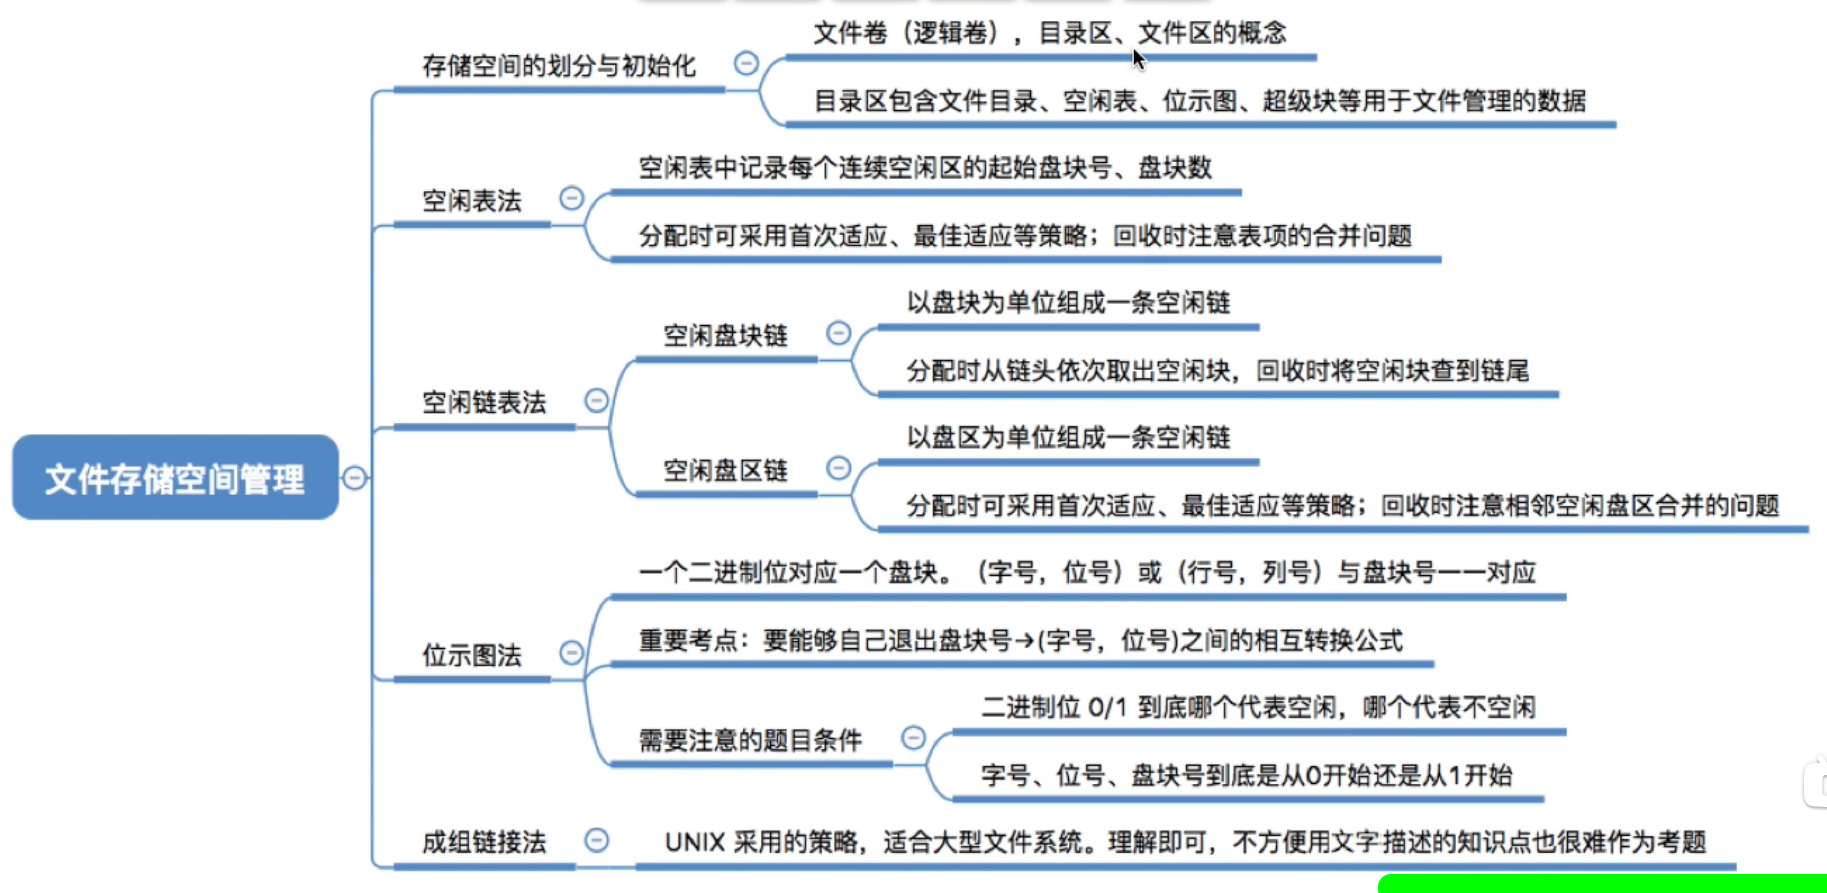 文件存储空间管理
存储空间的划分与初始化
文件卷（逻辑卷），目录区、文件区的概念
目录区包含文件目录、空闲表、位示图、超级块等用于文件管理的数据
空闲表法
空闲表中记录每个连续空闲区的起始盘块号、盘块数
分配时可采用首次适应、最佳适应等策略；回收时注意表项的合并问题
空闲链表法
空闲盘块链
以盘块为单位组成一条空闲链
分配时从链头依次取出空闲块，回收时将空闲块查到链尾
空闲盘区链
以盘区为单位组成一条空闲链
分配时可采用首次适应、最佳适应等策略；回收时注意相邻空闲盘区合并的问题
位示图法
一个二进制位对应一个盘块。（字号，位号）或（行号，列号）与盘块号一一对应
重要考点：要能够自己退出盘块号→(字号，位号)之间的相互转换公式
需要注意的题目条件
二进制位 0/1 到底哪个代表空闲，哪个代表不空闲
字号、位号、盘块号到底是从0开始还是从1开始
成组链接法
UNIX 采用的策略，适合大型文件系统。理解即可，不方便用文字描述的知识点也很难作为考题